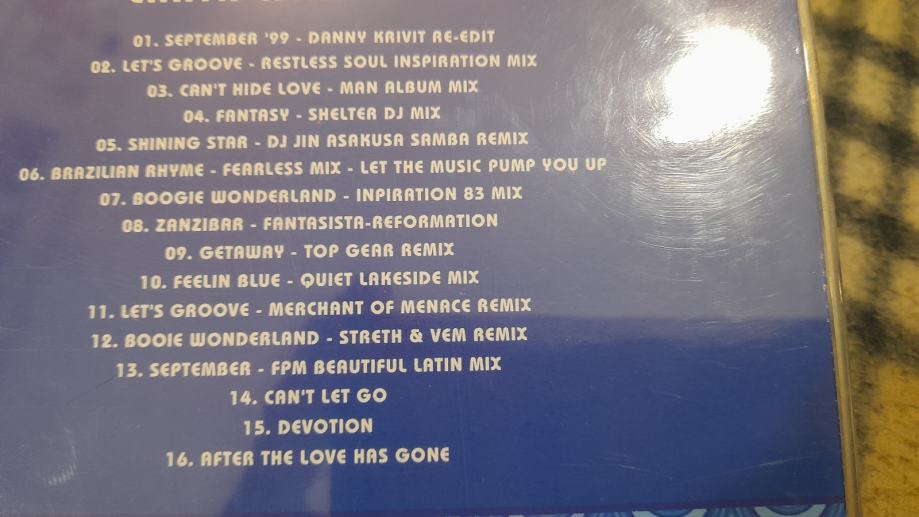 01. SEPTEMBER '99 - DANNY KRIVIT RE-EDIT
02. LET'S GROOVE - RESTLESS SOUL INSPIRATION MIX
03. CAN'T HIDE LOVE - MAN ALBUM MIX
04. FANTASY - SHELTER DJ MIX
05. SHINING STAR - DJ JIN ASAKUSA SAMBA REMIX
06. BRAZILIAN RHYME - FEARLESS MIX - LET THE MUSIC PUMP YOU UP
07. BOOGIE WONDERLAND - INPIRATION 83 MIX
08. ZANZIBAR - FANTASISTA-REFORMATION
09. GETAWAY - TOP GEAR REMIX
10. FEELIN BLUE - QUIET LAKESIDE MIX
11. LET'S GROOVE - MERCHANT OF MENACE REMIX
12. BOOIE WONDERLAND - STRETH & VEM REMIX
13. SEPTEMBER - FPM BEAUTIFUL LATIN MIX
14. CAN'T LET GO
15. DEVOTION
16. AFTER THE LOVE HAS GONE